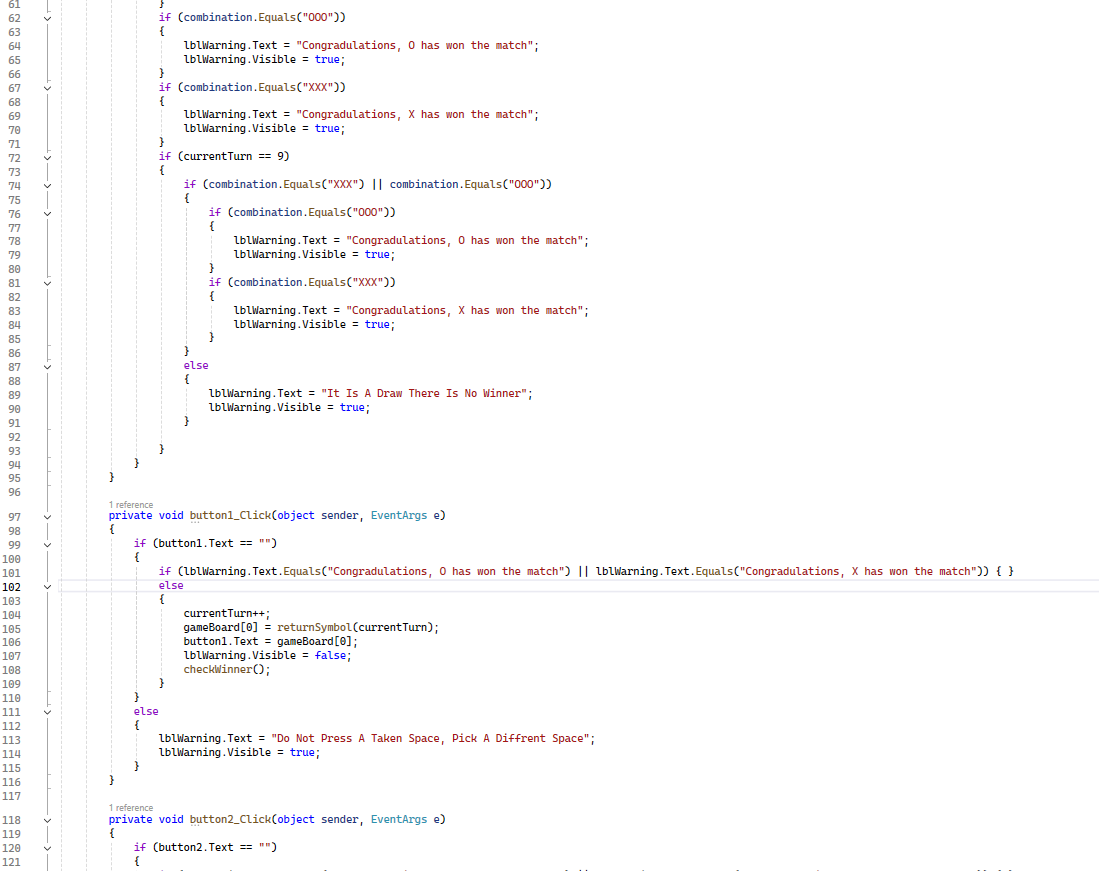 61 }
62 if (combination.Equals("OOO"))
63 {
64 lblWarning.Text = "Congradulations, O has won the match";
65 lblWarning.Visible = true;
66 }
67 if (combination.Equals("XXX"))
68 {
69 lblWarning.Text = "Congradulations, X has won the match";
70 lblWarning.Visible = true;
71 }
72 if (currentTurn == 9)
73 {
74 if (combination.Equals("XXX") || combination.Equals("OOO"))
75 {
76 if (combination.Equals("OOO"))
77 {
78 lblWarning.Text = "Congradulations, O has won the match";
79 lblWarning.Visible = true;
80 }
81 if (combination.Equals("XXX"))
82 {
83 lblWarning.Text = "Congradulations, X has won the match";
84 lblWarning.Visible = true;
85 }
86 }
87 else
88 {
89 lblWarning.Text = "It Is A Draw There Is No Winner";
90 lblWarning.Visible = true;
91 }
92
93 }
94 }
95 }
96
1 reference
97 private void button1_Click(object sender, EventArgs e)
98 {
99 if (button1.Text == "")
100 {
101 if (lblWarning.Text.Equals("Congradulations, O has won the match") || lblWarning.Text.Equals("Congradulations, X has won the match")) { }
102 else
103 {
104 currentTurn++;
105 gameBoard[0] = returnSymbol(currentTurn);
106 button1.Text = gameBoard[0];
107 lblWarning.Visible = false;
108 checkWinner();
109 }
110 }
111 else
112 {
113 lblWarning.Text = "Do Not Press A Taken Space, Pick A Diffrent Space";
114 lblWarning.Visible = true;
115 }
116 }
117
1 reference
118 private void button2_Click(object sender, EventArgs e)
119 {
120 if (button2.Text == "")
121 {